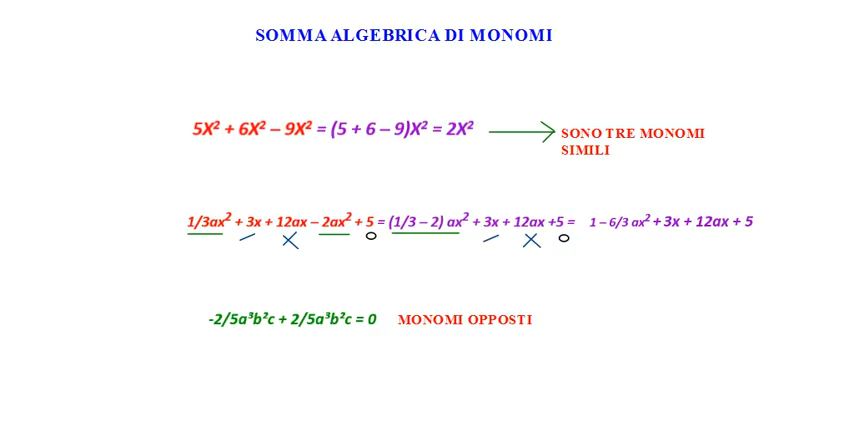 SOMMA ALGEBRICA DI MONOMI
5X² + 6X² – 9X² = (5 + 6 – 9)X² = 2X²
SONO TRE MONOMI
SIMILI
1/3ax² + 3x + 12ax – 2ax² + 5 = (1/3 – 2) ax² + 3x + 12ax +5 = 1 – 6/3 ax² + 3x + 12ax + 5
-2/5a³b²c + 2/5a³b²c = 0 MONOMI OPPOSTI